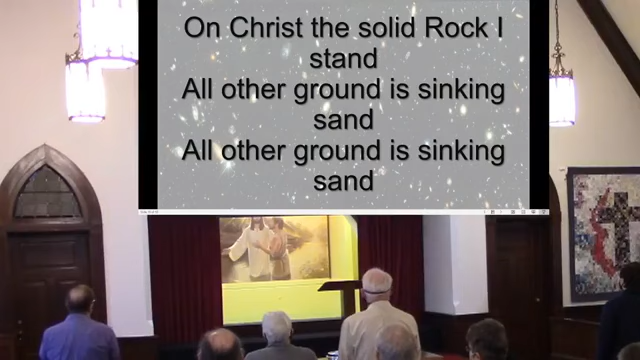 On Christ the solid Rock I
stand
All other ground is sinking
sand
All other ground is sinking
sand